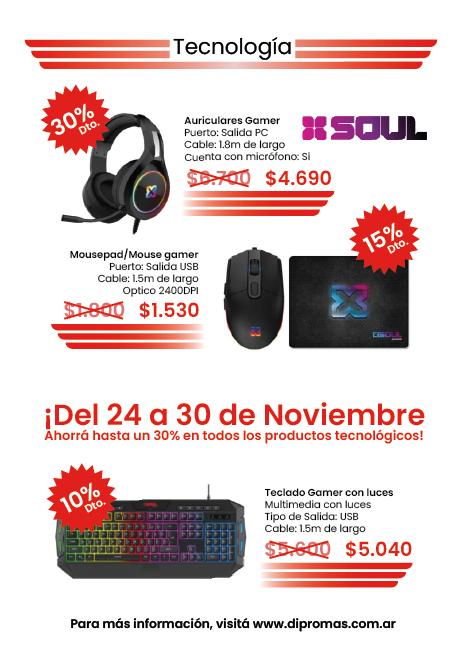 Tecnología
30%
Dto.
Auriculares Gamer
Puerto: Salida PC
Cable: 1.8m de largo
Cuenta con micrófono: Si
$6.700 $4.690
SOUL
15%
Dto.
Mousepad/Mouse gamer
Puerto: Salida USB
Cable: 1.5m de largo
Optico 2400DPI
$1.800 $1.530
SOUL
¡Del 24 a 30 de Noviembre
Ahorrá hasta un 30% en todos los productos tecnológicos!
10%
Dto.
Teclado Gamer con luces
Multimedia con luces
Tipo de Salida: USB
Cable: 1.5m de largo
$5.600 $5.040
Para más información, visitá www.dipromas.com.ar